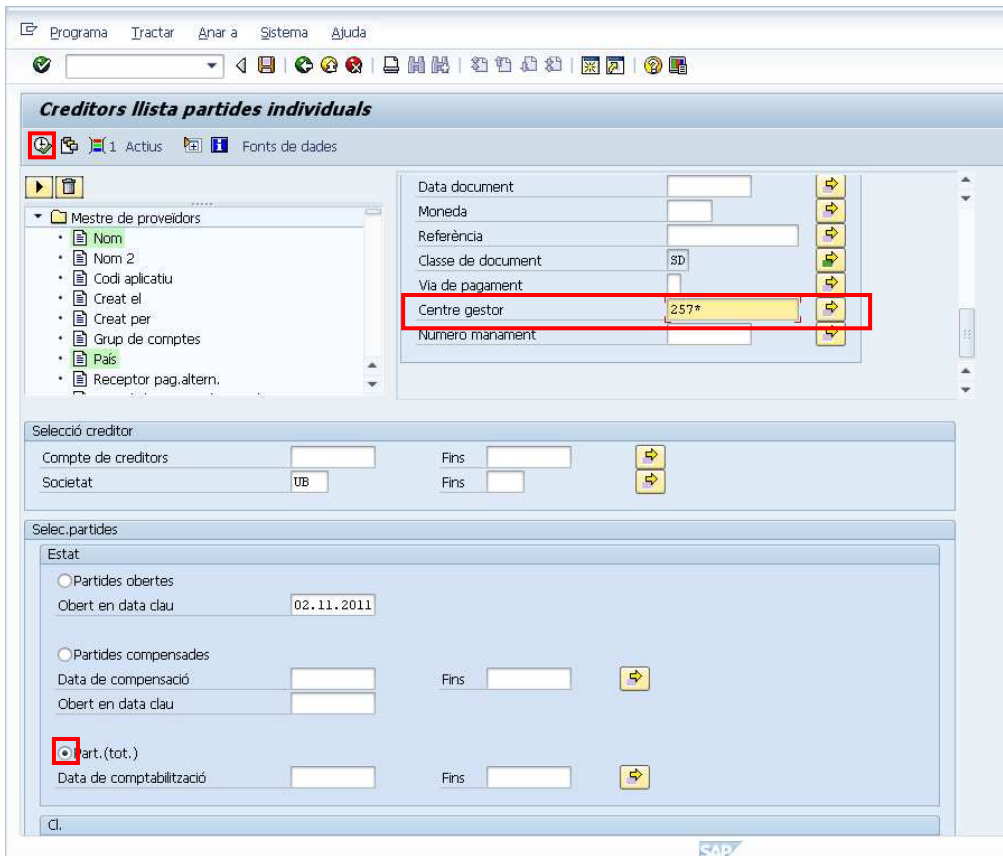 Programa Tractar Anar a Sistema Ajuda
Creditors llista partides individuals
1 Actius Fonts de dades
Mestre de proveïdors
Nom
Nom 2
Codi aplicatiu
Creat el
Creat per
Grup de comptes
País
Receptor pag.altern.
Data document
Moneda
Referència
Classe de document SD
Via de pagament
Centre gestor 257*
Numero manament
Selecció creditor
Compte de creditors Fins
Societat UB Fins
Selec.partides
Estat
Partides obertes
Obert en data clau 02.11.2011
Partides compensades
Data de compensació Fins
Obert en data clau
Part.(tot.)
Data de comptabilització Fins
Cl.
SAP